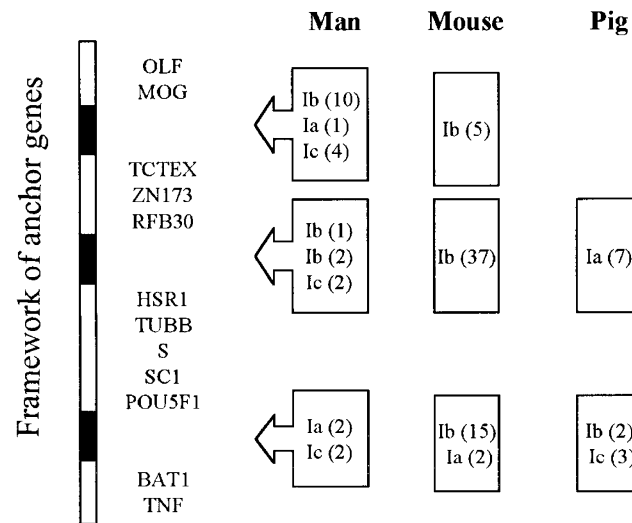 Man
Mouse
Pig
Framework of anchor genes
OLF
MOG
Ib (10)
Ia (1)
Ic (4)
Ib (5)
TCTEX
ZN173
RFB30
Ib (1)
Ib (2)
Ic (2)
Ib (37)
Ia (7)
HSR1
TUBB
S
SC1
POU5F1
Ia (2)
Ic (2)
Ib (15)
Ia (2)
Ib (2)
Ic (3)
BAT1
TNF